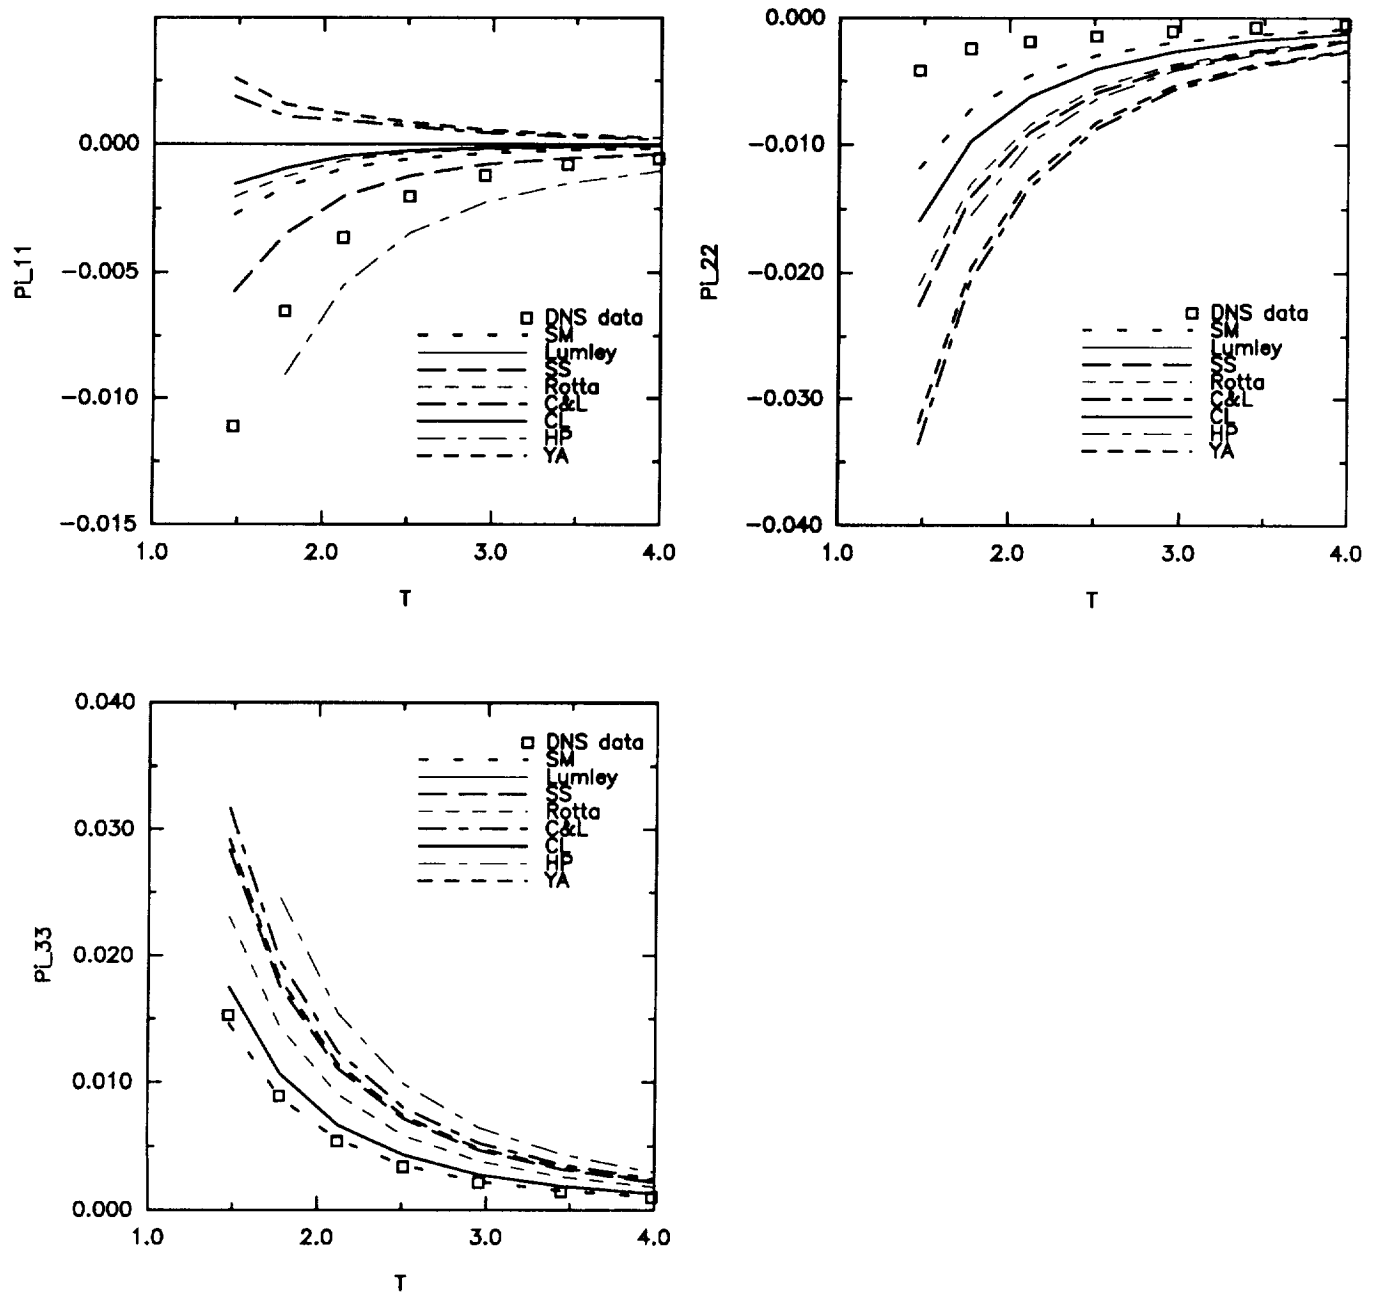 0.000
-0.005
-0.010
-0.015
Pi_11
1.0 2.0 3.0 4.0
T
DNS data
SM
Lumley
SS
Rotta
C&L
CL
HP
YA
0.000
-0.010
-0.020
-0.030
-0.040
Pi_22
1.0 2.0 3.0 4.0
T
DNS data
SM
Lumley
SS
Rotta
C&L
CL
HP
YA
0.040
0.030
0.020
0.010
0.000
Pi_33
1.0 2.0 3.0 4.0
T
DNS data
SM
Lumley
SS
Rotta
C&L
CL
HP
YA